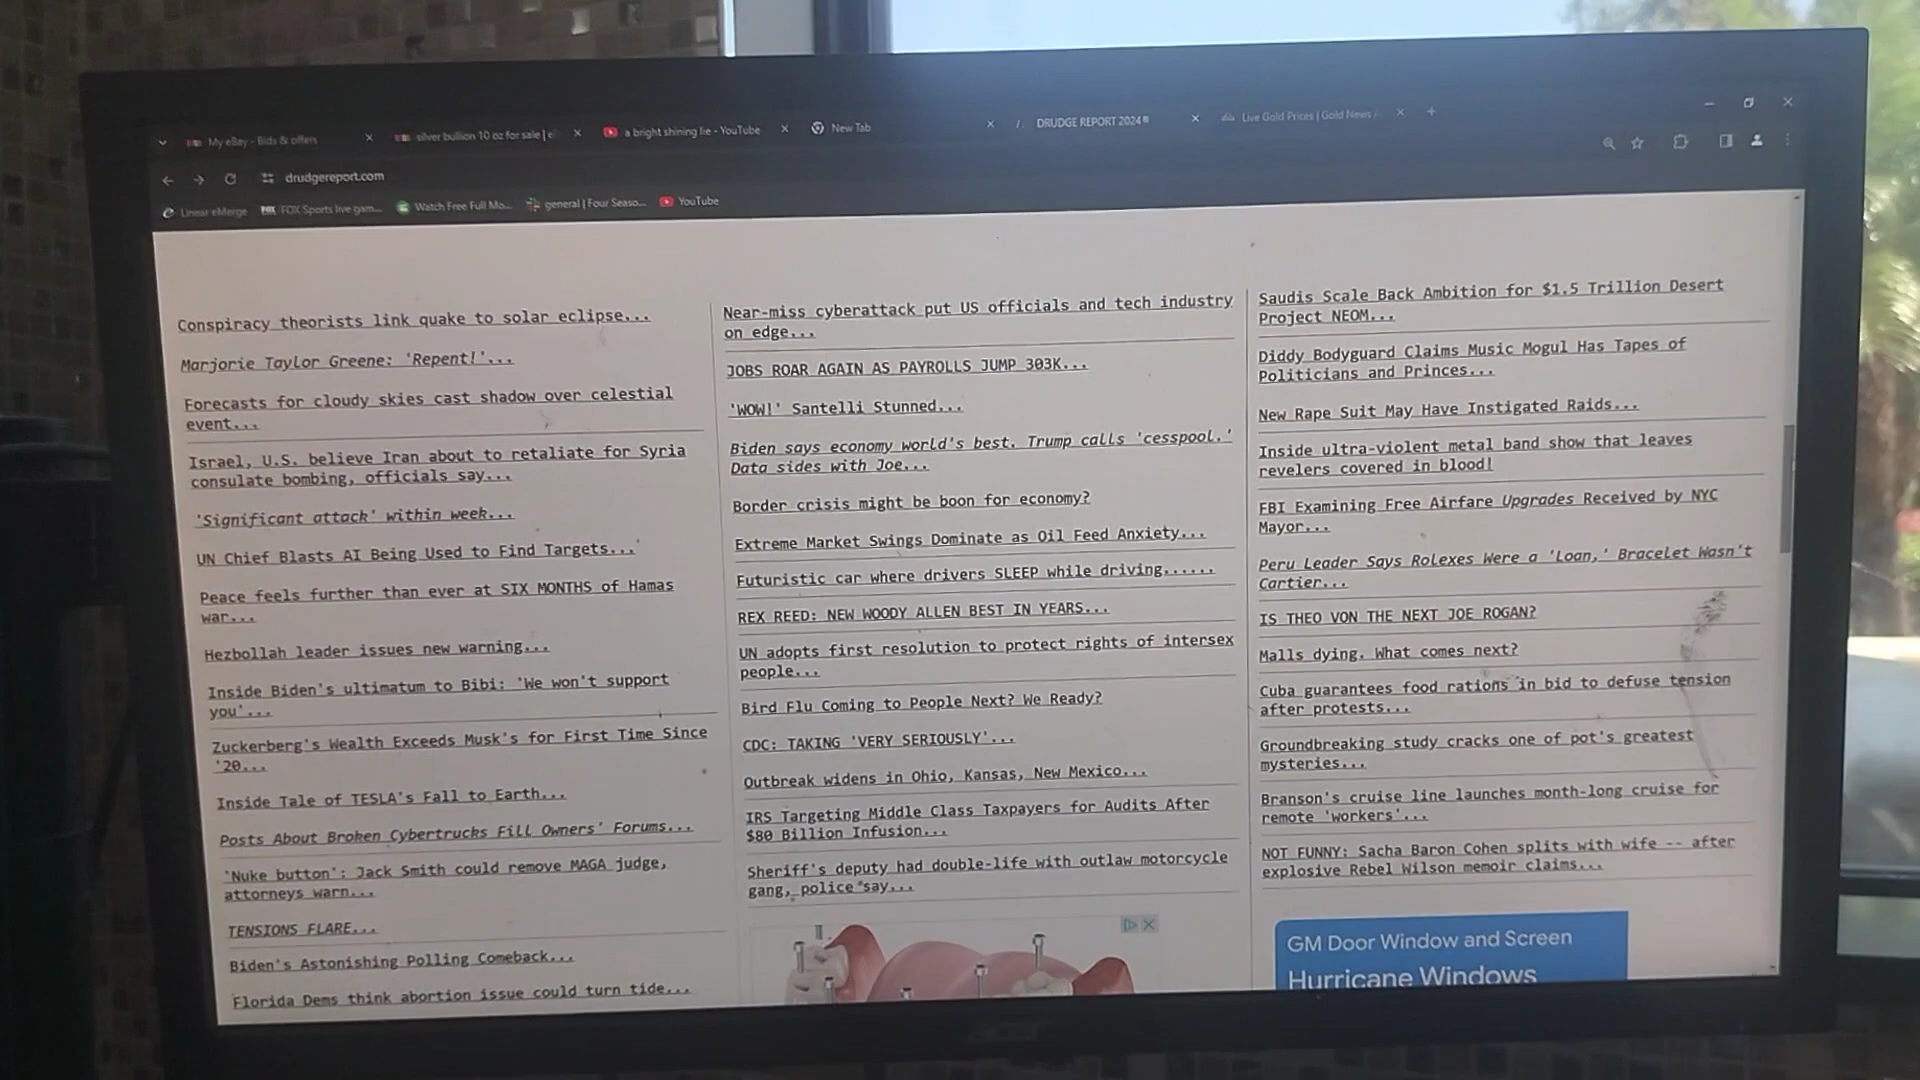 My eBay - Bids & offers
silver bullion 10 oz for sale | e
a bright shining lie - YouTube
New Tab
DRUDGE REPORT 2024®
Live Gold Prices | Gold News
drudgereport.com
Linear eMerge
FOX Sports live gam...
Watch Free Full Mo...
general | Four Seaso...
YouTube
Conspiracy theorists link quake to solar eclipse...
Marjorie Taylor Greene: 'Repent!'...
Forecasts for cloudy skies cast shadow over celestial
event...
Israel, U.S. believe Iran about to retaliate for Syria
consulate bombing, officials say...
'Significant attack' within week...
UN Chief Blasts AI Being Used to Find Targets...
Peace feels further than ever at SIX MONTHS of Hamas
war...
Hezbollah leader issues new warning...
Inside Biden's ultimatum to Bibi: 'We won't support
you'...
Zuckerberg's Wealth Exceeds Musk's for First Time Since
'20...
Inside Tale of TESLA's Fall to Earth...
Posts About Broken Cybertrucks Fill Owners' Forums...
'Nuke button': Jack Smith could remove MAGA judge,
attorneys warn...
TENSIONS FLARE...
Biden's Astonishing Polling Comeback...
Florida Dems think abortion issue could turn tide...
Near-miss cyberattack put US officials and tech industry
on edge...
JOBS ROAR AGAIN AS PAYROLLS JUMP 303K...
'WOW!' Santelli Stunned...
Biden says economy world's best. Trump calls 'cesspool.'
Data sides with Joe...
Border crisis might be boon for economy?
Extreme Market Swings Dominate as Oil Feed Anxiety...
Futuristic car where drivers SLEEP while driving......
REX REED: NEW WOODY ALLEN BEST IN YEARS...
UN adopts first resolution to protect rights of intersex
people...
Bird Flu Coming to People Next? We Ready?
CDC: TAKING 'VERY SERIOUSLY'...
Outbreak widens in Ohio, Kansas, New Mexico...
IRS Targeting Middle Class Taxpayers for Audits After
$80 Billion Infusion...
Sheriff's deputy had double-life with outlaw motorcycle
gang, police say...
Saudis Scale Back Ambition for $1.5 Trillion Desert
Project NEOM...
Diddy Bodyguard Claims Music Mogul Has Tapes of
Politicians and Princes...
New Rape Suit May Have Instigated Raids...
Inside ultra-violent metal band show that leaves
revelers covered in blood!
FBI Examining Free Airfare Upgrades Received by NYC
Mayor...
Peru Leader Says Rolexes Were a 'Loan,' Bracelet Wasn't
Cartier...
IS THEO VON THE NEXT JOE ROGAN?
Malls dying. What comes next?
Cuba guarantees food rations in bid to defuse tension
after protests...
Groundbreaking study cracks one of pot's greatest
mysteries...
Branson's cruise line launches month-long cruise for
remote 'workers'...
NOT FUNNY: Sacha Baron Cohen splits with wife -- after
explosive Rebel Wilson memoir claims...
GM Door Window and Screen
Hurricane Windows
acer